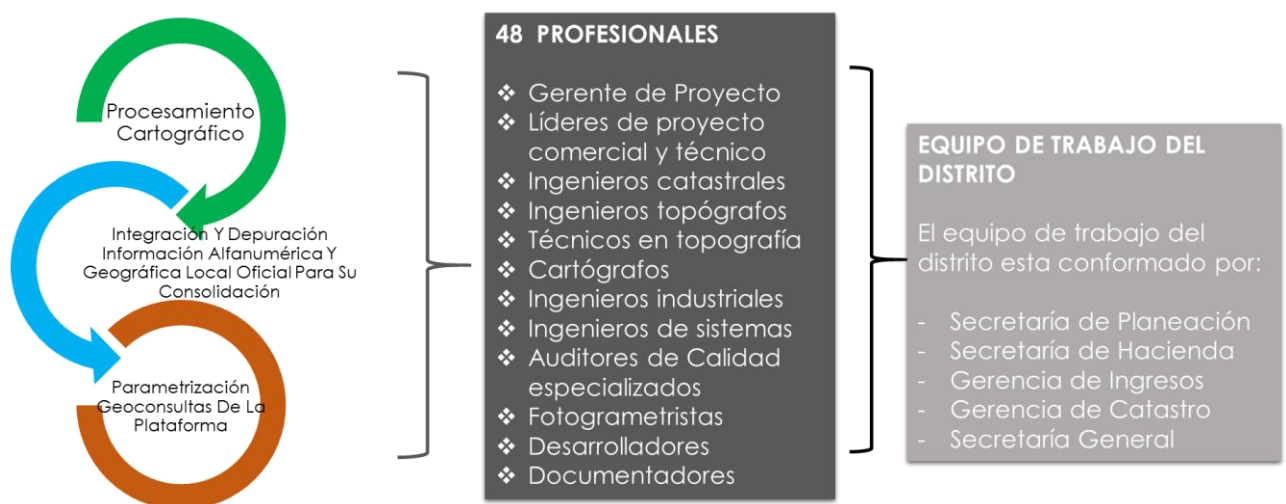 Procesamiento
Cartográfico
Integración Y Depuración
Información Alfanumérica Y
Geográfica Local Oficial Para Su
Consolidación
Parametrización
Geoconsultas De La
Plataforma
48 PROFESIONALES
❖ Gerente de Proyecto
❖ Líderes de proyecto
comercial y técnico
❖ Ingenieros catastrales
❖ Ingenieros topógrafos
❖ Técnicos en topografía
❖ Cartógrafos
❖ Ingenieros industriales
❖ Ingenieros de sistemas
❖ Auditores de Calidad
especializados
❖ Fotogrametristas
❖ Desarrolladores
❖ Documentadores
EQUIPO DE TRABAJO DEL
DISTRITO
El equipo de trabajo del
distrito esta conformado por:
- Secretaría de Planeación
- Secretaría de Hacienda
- Gerencia de Ingresos
- Gerencia de Catastro
- Secretaría General